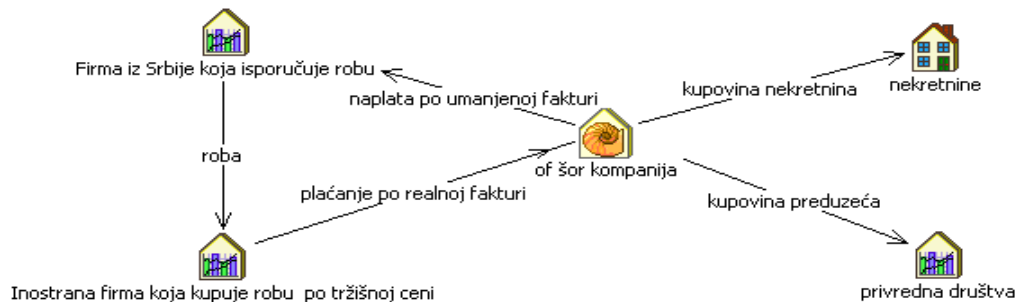 Firma iz Srbije koja isporučuje robu
nekretnine
kupovina nekretnina
naplata po umanjenoj fakturi
roba
of šor kompanija
plaćanje po realnoj fakturi
kupovina preduzeća
Inostrana firma koja kupuje robu po tržišnoj ceni
privredna društva